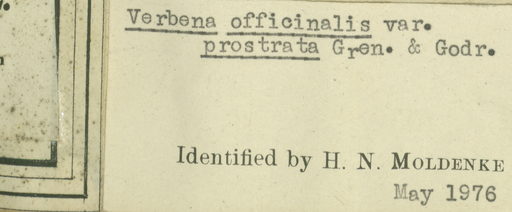 Verbena officinalis var.
prostrata Gren. & Godr.
Identified by H. N. MOLDENKE
May 1976